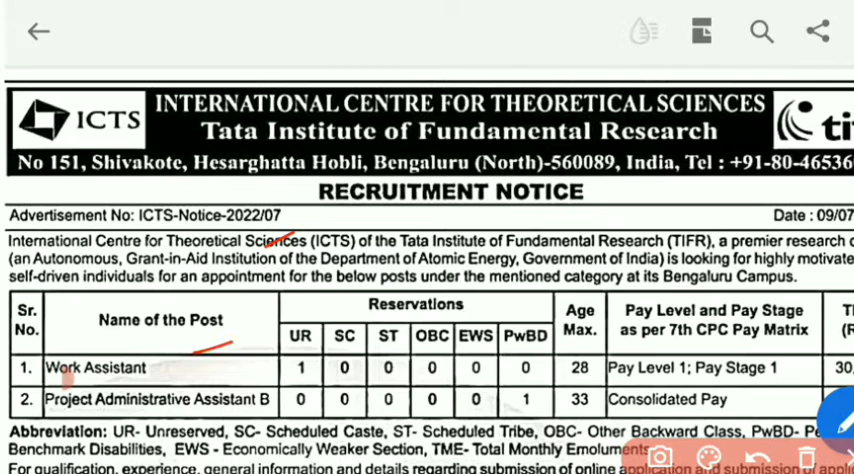 ICTS
INTERNATIONAL CENTRE FOR THEORETICAL SCIENCES
Tata Institute of Fundamental Research
ti
No 151, Shivakote, Hesarghatta Hobli, Bengaluru (North)-560089, India, Tel : +91-80-46536
RECRUITMENT NOTICE
Advertisement No: ICTS-Notice-2022/07 Date : 09/07
International Centre for Theoretical Sciences (ICTS) of the Tata Institute of Fundamental Research (TIFR), a premier research
(an Autonomous, Grant-in-Aid Institution of the Department of Atomic Energy, Government of India) is looking for highly motivate
self-driven individuals for an appointment for the below posts under the mentioned category at its Bengaluru Campus.
Sr. No. Name of the Post Reservations Age Max. Pay Level and Pay Stage as per 7th CPC Pay Matrix
UR SC ST OBC EWS PwBD
1. Work Assistant 1 0 0 0 0 0 28 Pay Level 1; Pay Stage 1 30,
2. Project Administrative Assistant B 0 0 0 0 0 1 33 Consolidated Pay
Abbreviation: UR- Unreserved, SC- Scheduled Caste, ST- Scheduled Tribe, OBC- Other Backward Class, PwBD-
Benchmark Disabilities, EWS - Economically Weaker Section, TME- Total Monthly Emoluments
For qualification, experience, general information and details regarding submission of online application and submission of